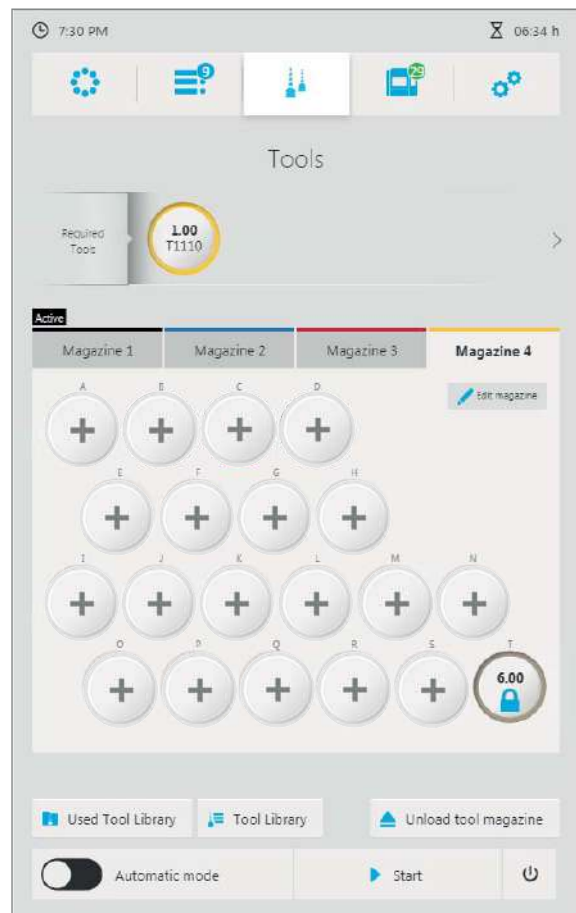 7:30 PM
06:34 h
9
29
Tools
Required
Tools
1.00
T1110
Active
Magazine 1
Magazine 2
Magazine 3
Magazine 4
Edit magazine
A B C D
E F G H
I J K L M N
O P Q R S T
6.00
Used Tool Library
Tool Library
Unload tool magazine
Automatic mode
Start